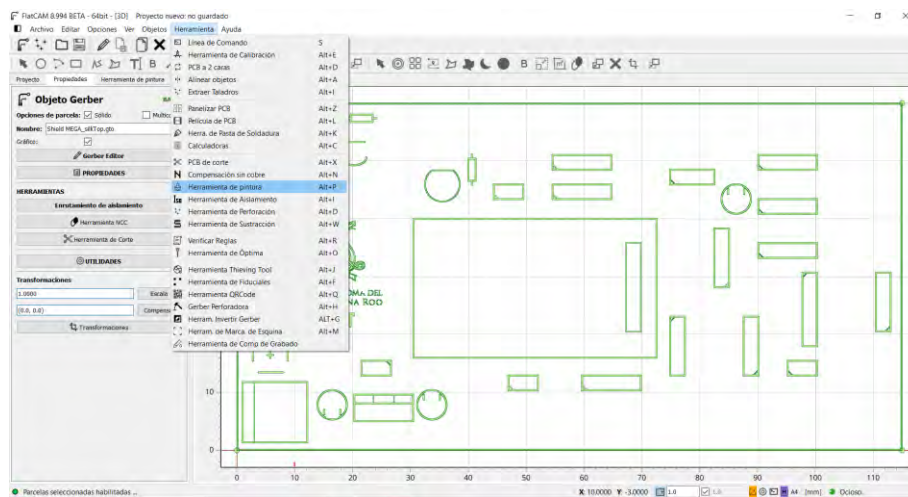 FlatCAM 8.994 BETA - 64bit - [3D] Proyecto nuevo: no guardado
Archivo Editar Opciones Ver Objetos Herramienta Ayuda
Línea de Comando S
Herramienta de Calibración Alt+E
PCB a 2 caras Alt+D
Alinear objetos Alt+A
Extraer Taladros Alt+I
Panelizar PCB Alt+Z
Película de PCB Alt+L
Herra. de Pasta de Soldadura Alt+K
Calculadoras Alt+C
PCB de corte Alt+X
Compensación sin cobre Alt+N
Herramienta de pintura Alt+P
Herramienta de Aislamiento Alt+I
Herramienta de Perforación Alt+D
Herramienta de Sustracción Alt+W
Verificar Reglas Alt+R
Herramienta de Óptima Alt+O
Herramienta Thieving Tool Alt+J
Herramienta de Fiduciales Alt+F
Herramienta QRCode Alt+Q
Gerber Perforadora Alt+H
Herram. Invertir Gerber ALT+G
Herram. de Marca. de Esquina Alt+M
Herramienta de Comp de Grabado
Proyecto Propiedades Herramienta de pintura
Objeto Gerber
Opciones de parcela: Sólido
Nombre: Shield MEGA_silkTop.gto
Gráfico:
Gerber Editor
PROPIEDADES
HERRAMIENTAS
Enrutamiento de aislamiento
Herramienta NCC
Herramienta de Corte
UTILIDADES
Transformaciones
1.0000 Escala
(0.0, 0.0)
Transformaciones
10
0
0 10 20 30 40 50 60 70 80 90 100 110
Parcelas seleccionadas habilitadas ...
X: 10.0000 Y: -3.0000 1.0 1.0 A4 [mm] Ocioso.